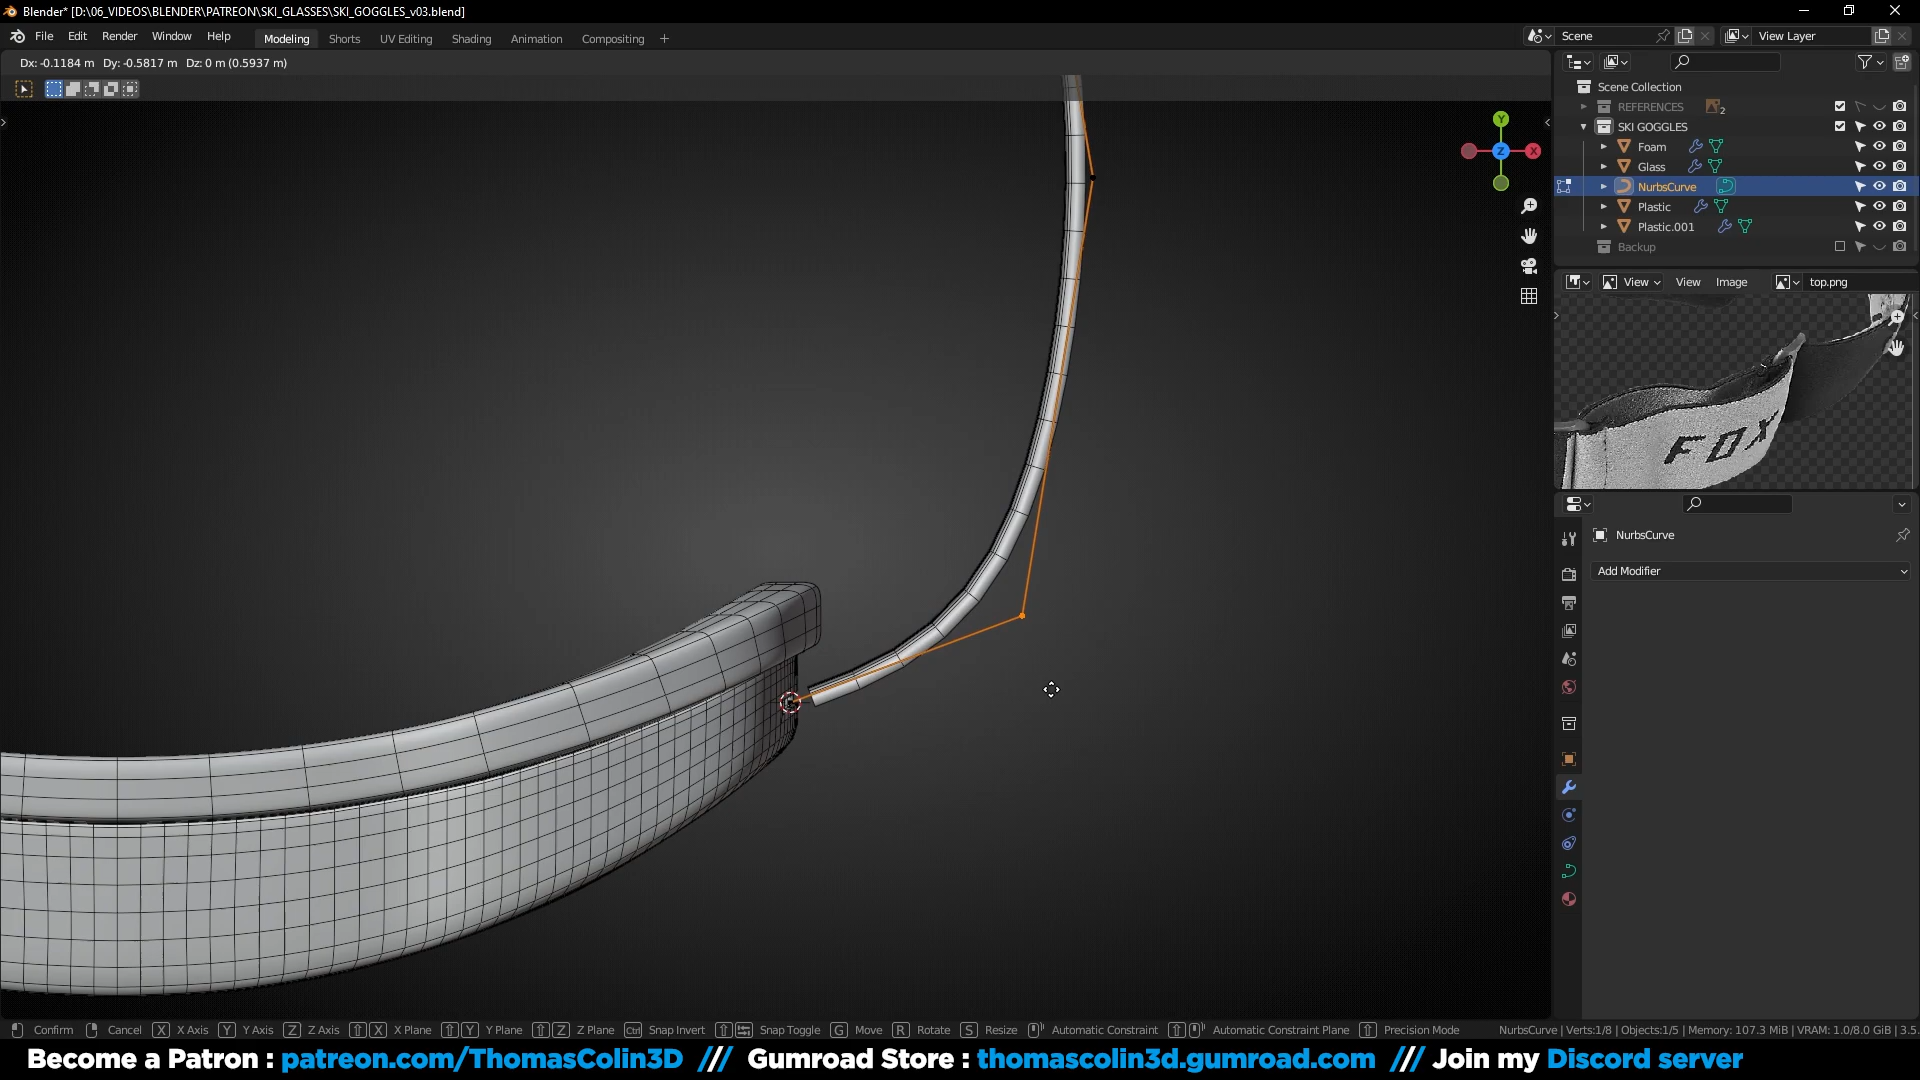 Blender* [D:\06_VIDEOS\BLENDER\PATREON\SKI_GLASSES\SKI_GOGGLES_v03.blend]
File Edit Render Window Help Modeling Shorts UV Editing Shading Animation Compositing + Scene View Layer
Dx: -0.1184 m Dy: -0.5817 m Dz: 0 m (0.5937 m)
Scene Collection
REFERENCES 2
SKI GOGGLES
Foam
Glass
NurbsCurve
Plastic
Plastic.001
Backup
Y
Z
X
View View Image top.png
FOX
NurbsCurve
Add Modifier
Confirm Cancel X X Axis Y Y Axis Z Z Axis X X Plane Y Y Plane Z Z Plane Ctrl Snap Invert Snap Toggle G Move R Rotate S Resize Automatic Constraint Automatic Constraint Plane Precision Mode NurbsCurve | Verts:1/8 | Objects:1/5 | Memory: 107.3 MiB | VRAM: 1.0/8.0 GiB | 3.5.
Become a Patron : patreon.com/ThomasColin3D /// Gumroad Store : thomascolin3d.gumroad.com /// Join my Discord server